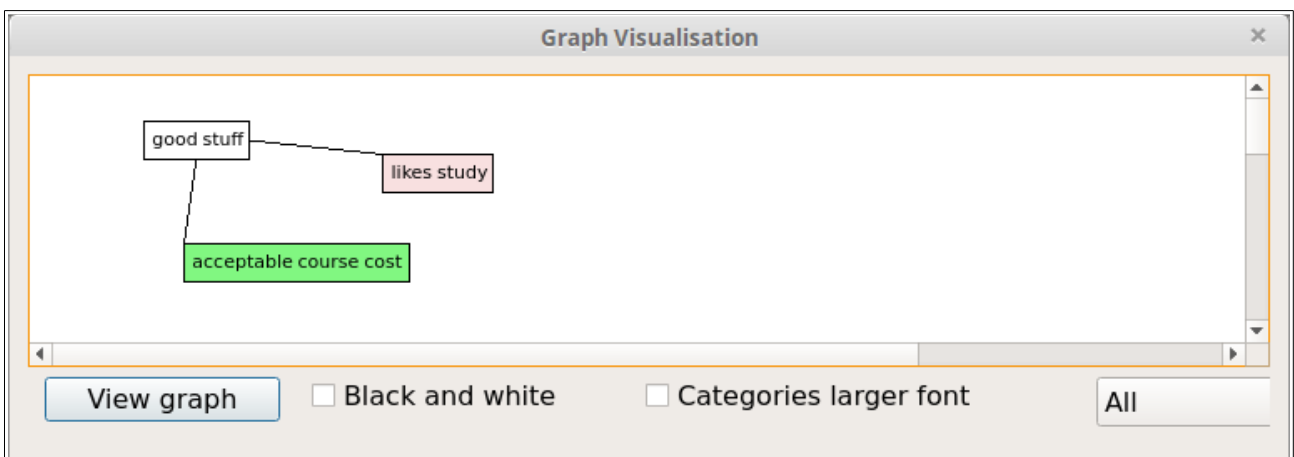 Graph Visualisation
good stuff
likes study
acceptable course cost
View graph
Black and white
Categories larger font
All